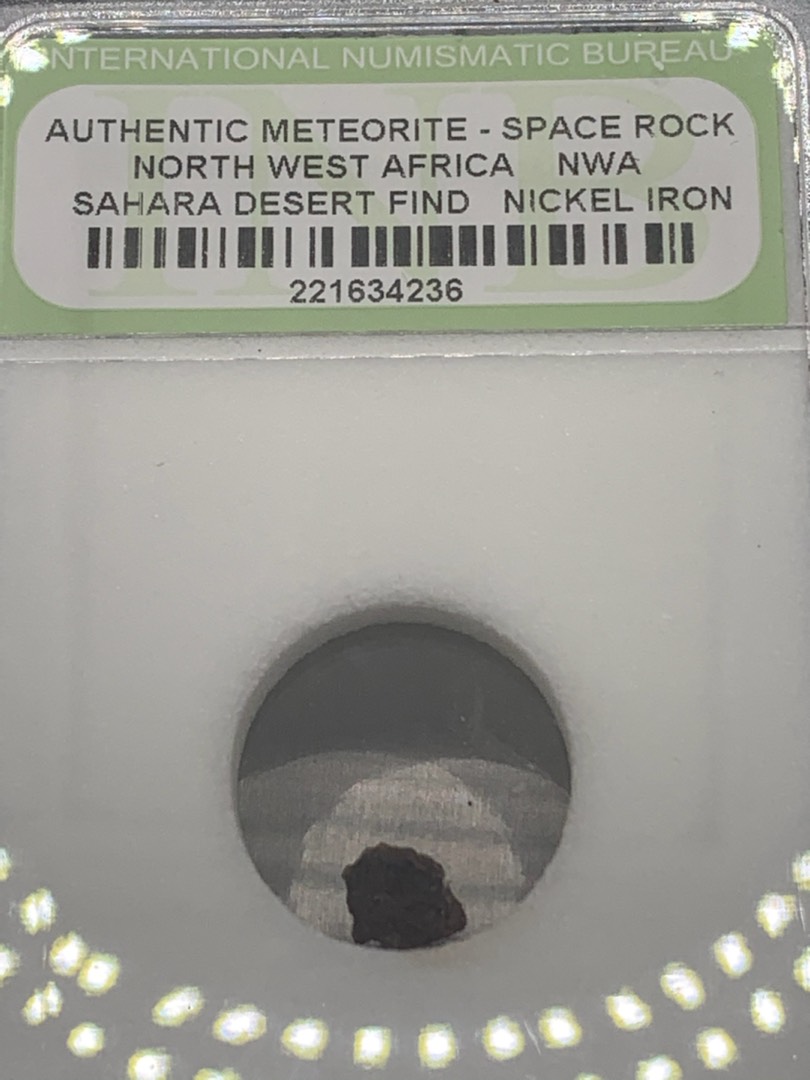 INTERNATIONAL NUMISMATIC BUREAU
AUTHENTIC METEORITE - SPACE ROCK
NORTH WEST AFRICA NWA
SAHARA DESERT FIND NICKEL IRON
221634236